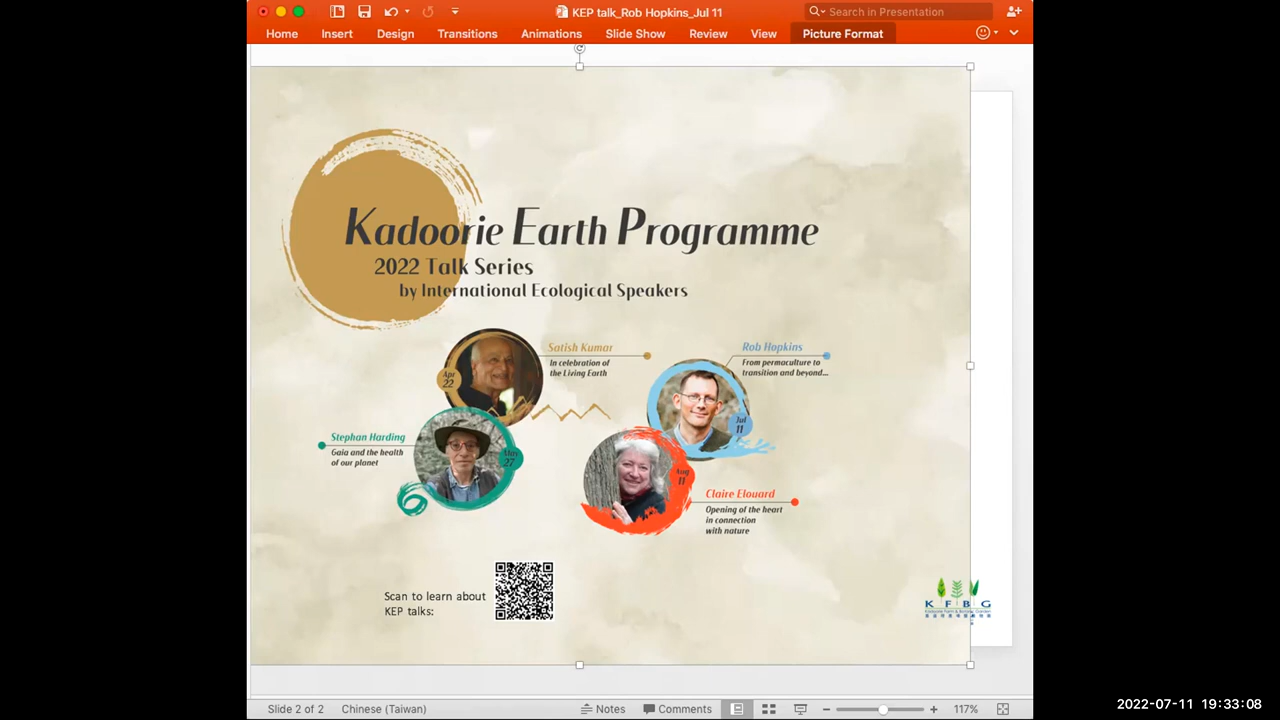 KEP talk_Rob Hopkins_Jul 11
Search in Presentation
Home Insert Design Transitions Animations Slide Show Review View Picture Format
Kadoorie Earth Programme
2022 Talk Series
by International Ecological Speakers
Satish Kumar
In celebration of
the Living Earth
Apr
22
Rob Hopkins
From permaculture to
transition and beyond...
Jul
11
Stephan Harding
Gaia and the health
of our planet
May
27
Aug
11
Claire Elouard
Opening of the heart
in connection
with nature
Scan to learn about
KEP talks:
K F B G
Kadoorie Farm & Botanic Garden
Slide 2 of 2 Chinese (Taiwan) Notes Comments 117%
2022-07-11 19:33:08